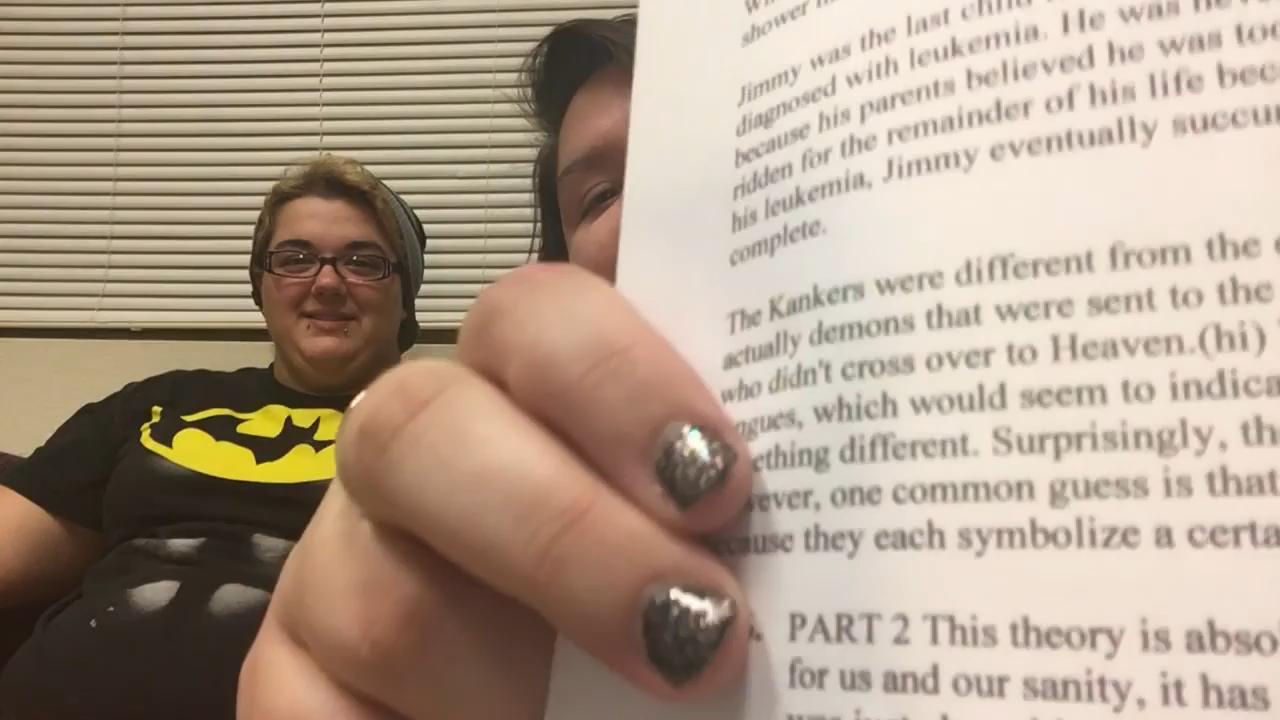 shower
Jimmy was the last child
diagnosed with leukemia. He was
because his parents believed he was too
ridden for the remainder of his life bec
his leukemia, Jimmy eventually succu
complete.
The Kankers were different from the
actually demons that were sent to the
who didn't cross over to Heaven.(hi)
ngues, which would seem to indica
ething different. Surprisingly, th
ever, one common guess is that
cause they each symbolize a certa
PART 2 This theory is abso
for us and our sanity, it has